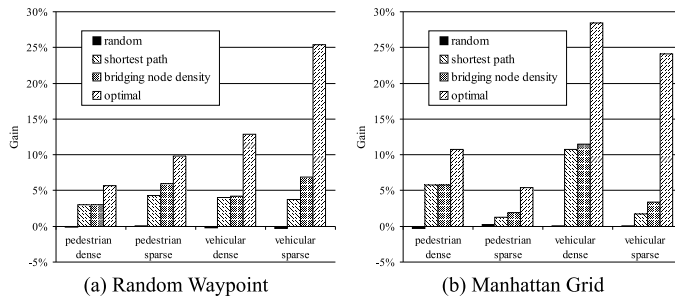 30%
25%
20%
15%
10%
5%
0%
-5%
Gain
random
shortest path
bridging node density
optimal
pedestrian dense
pedestrian sparse
vehicular dense
vehicular sparse
(a) Random Waypoint
30%
25%
20%
15%
10%
5%
0%
-5%
Gain
random
shortest path
bridging node density
optimal
pedestrian dense
pedestrian sparse
vehicular dense
vehicular sparse
(b) Manhattan Grid